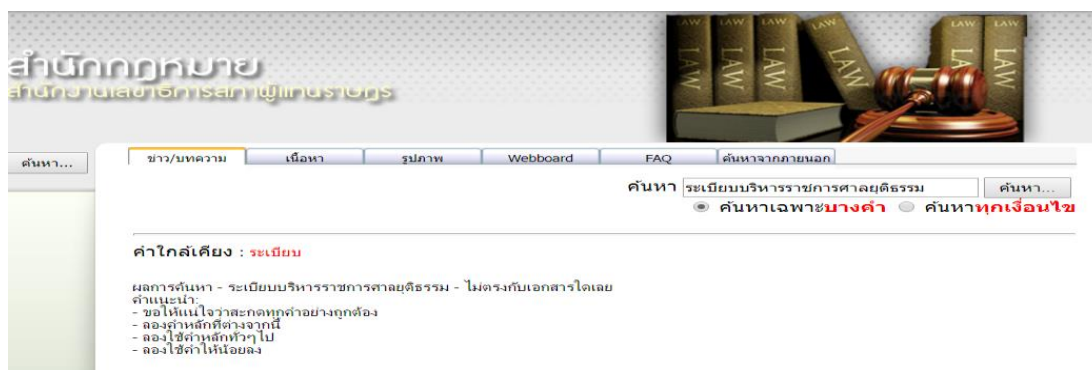 สำนักกฎหมาย
สำนักงานเลขาธิการสภาผู้แทนราษฎร
LAW LAW LAW LAW LAW LAW
LAW LAW LAW LAW LAW LAW
ค้นหา...
ข่าว/บทความ เนื้อหา รูปภาพ Webboard FAQ ค้นหาจากภายนอก
ค้นหา ระเบียบบริหารราชการศาลยุติธรรม ค้นหา...
ค้นหาเฉพาะบางคำ ค้นหาทุกเงื่อนไข
คำใกล้เคียง : ระเบียบ
ผลการค้นหา - ระเบียบบริหารราชการศาลยุติธรรม - ไม่ตรงกับเอกสารใดเลย
คำแนะนำ:
- ขอให้แน่ใจว่าสะกดทุกคำอย่างถูกต้อง
- ลองคำหลักที่ต่างจากนี้
- ลองใช้คำหลักทั่วๆไป
- ลองใช้คำให้น้อยลง